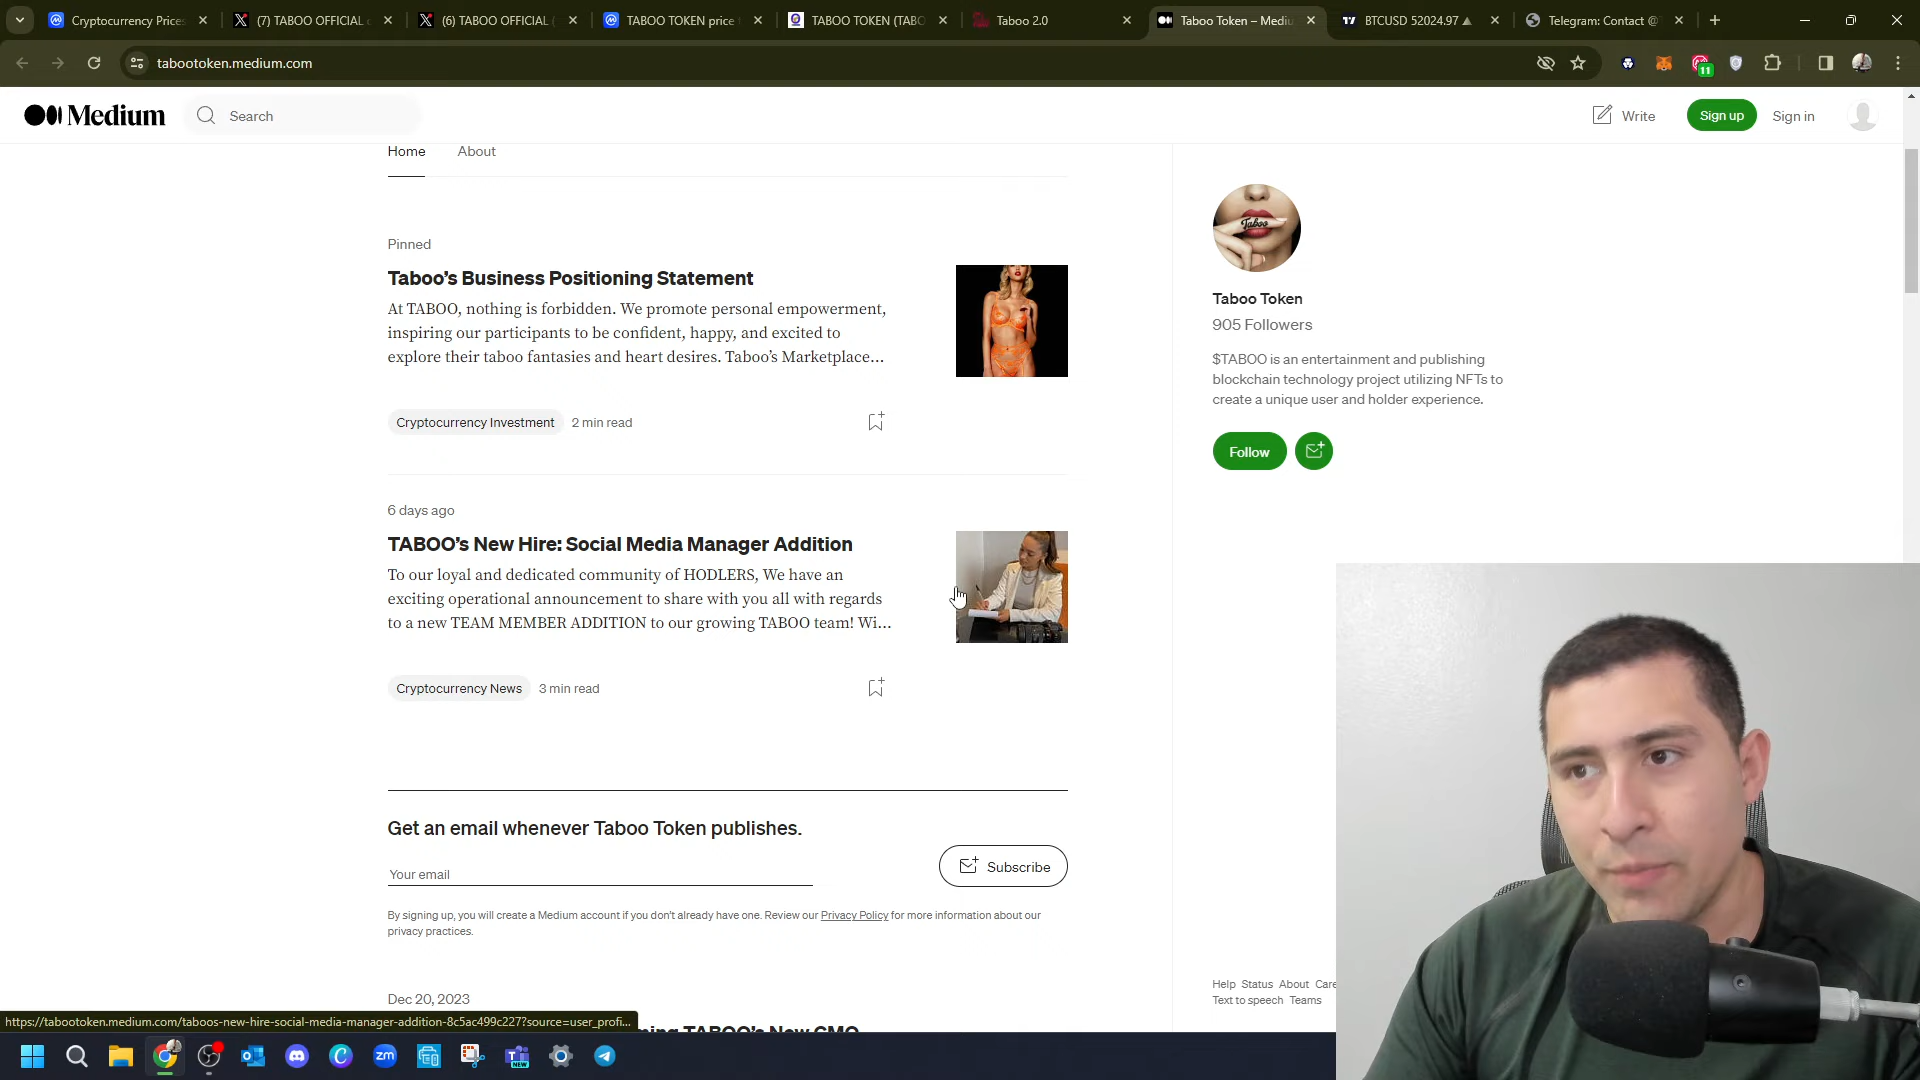 Cryptocurrency Prices
(7) TABOO OFFICIAL
(6) TABOO OFFICIAL
TABOO TOKEN price
TABOO TOKEN (TABO
Taboo 2.0
Taboo Token – Mediu
BTCUSD 52024.97
Telegram: Contact @
tabootoken.medium.com
11
Medium
Search
Write
Sign up
Sign in
Home
About
Pinned
Taboo’s Business Positioning Statement
At TABOO, nothing is forbidden. We promote personal empowerment,
inspiring our participants to be confident, happy, and excited to
explore their taboo fantasies and heart desires. Taboo’s Marketplace…
Cryptocurrency Investment
2 min read
6 days ago
TABOO’s New Hire: Social Media Manager Addition
To our loyal and dedicated community of HODLERS, We have an
exciting operational announcement to share with you all with regards
to a new TEAM MEMBER ADDITION to our growing TABOO team! Wi…
Cryptocurrency News
3 min read
Get an email whenever Taboo Token publishes.
Your email
Subscribe
By signing up, you will create a Medium account if you don’t already have one. Review our Privacy Policy for more information about our
privacy practices.
Dec 20, 2023
TABOO’s New CMO
Taboo
Taboo Token
905 Followers
$TABOO is an entertainment and publishing
blockchain technology project utilizing NFTs to
create a unique user and holder experience.
Follow
Help Status About
Text to speech Teams
https://tabootoken.medium.com/taboos-new-hire-social-media-manager-addition-8c5ac499c227?source=user_profi...
zm
NEW